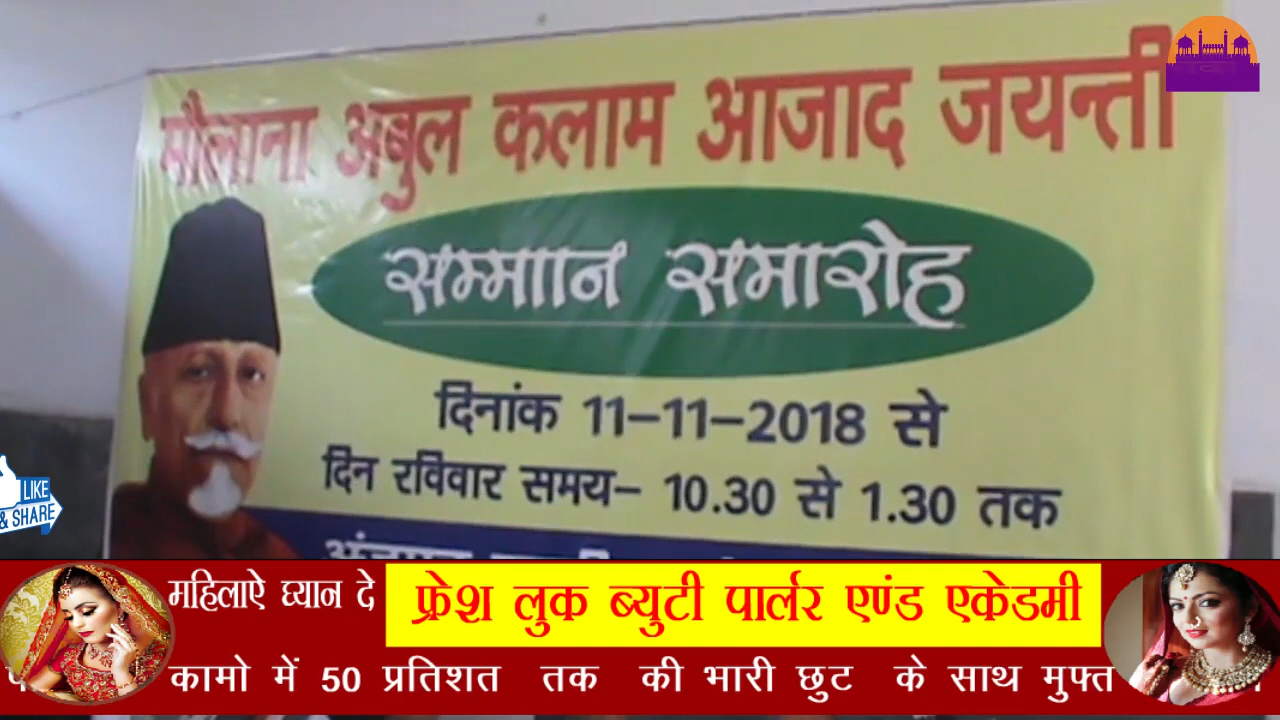 मौलाना अबुल कलाम आजाद जयन्ती
सम्माान समारोह
दिनांक 11-11-2018 से
दिन रविवार समय- 10.30 से 1.30 तक
LIKE
& SHARE
महिलाऐ घ्यान दे
फ्रेश लुक ब्युटी पार्लर एण्ड एकेडमी
कामो में 50 प्रतिशत तक की भारी छुट के साथ मुफ्त